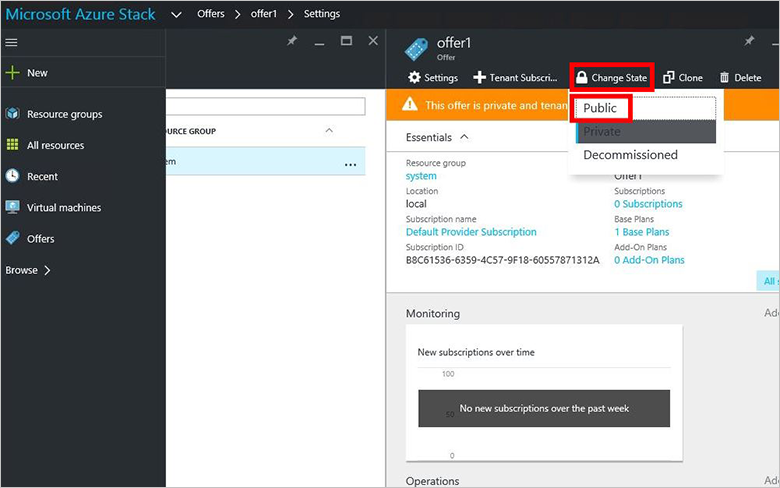 Microsoft Azure Stack Offers > offer1 > Settings
New
Resource groups
All resources
Recent
Virtual machines
Offers
Browse >
OURCE GROUP
em
...
offer1
Offer
Settings Tenant Subscri... Change State Clone Delete
This offer is private and tenan
Public
Private
Decommissioned
Essentials
Resource group
system
Offer1
Location
local
Subscriptions
0 Subscriptions
Subscription name
Default Provider Subscription
Base Plans
1 Base Plans
Subscription ID
B8C61536-6359-4C57-9F18-60557871312A
Add-On Plans
0 Add-On Plans
All s
Monitoring
Add
New subscriptions over time
100
50
0
No new subscriptions over the past week
Operations
Add